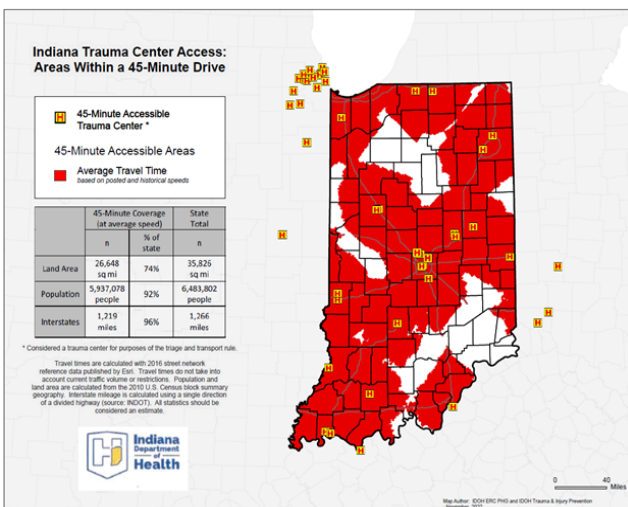 Indiana Trauma Center Access:
Areas Within a 45-Minute Drive
H 45-Minute Accessible
Trauma Center *
45-Minute Accessible Areas
Average Travel Time
based on posted and historical speeds
45-Minute Coverage
(at average speed)
State
Total
n
% of
state
n
Land Area
26,648
sq mi
74%
35,826
sq mi
Population
5,937,078
people
92%
6,483,802
people
Interstates
1,219
miles
96%
1,266
miles
* Considered a trauma center for purposes of the triage and transport rule.
Travel times are calculated with 2016 street network
reference data published by Esri. Travel times do not take into
account current traffic volume or restrictions. Population and
land area are calculated from the 2010 U.S. Census block summary
geography. Interstate mileage is calculated using a single direction
of a divided highway (source: INDOT). All statistics should be
considered an estimate.
Indiana
Department
of
Health
0 40
Miles
Map Author: IDOH ERC PHG and IDOH Trauma & Injury Prevention